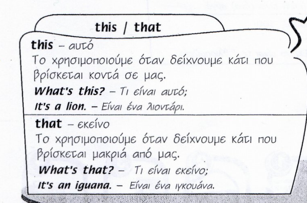 this / that
this – αυτό
Το χρησιμοποιούμε όταν δείχνουμε κάτι που
βρίσκεται κοντά σε μας.
What's this? – Τι είναι αυτό;
It's a lion. – Είναι ένα λιοντάρι.
that – εκείνο
Το χρησιμοποιούμε όταν δείχνουμε κάτι που
βρίσκεται μακριά από μας.
What's that? – Τι είναι εκείνο;
It's an iguana. – Είναι ένα ιγκουάνα.